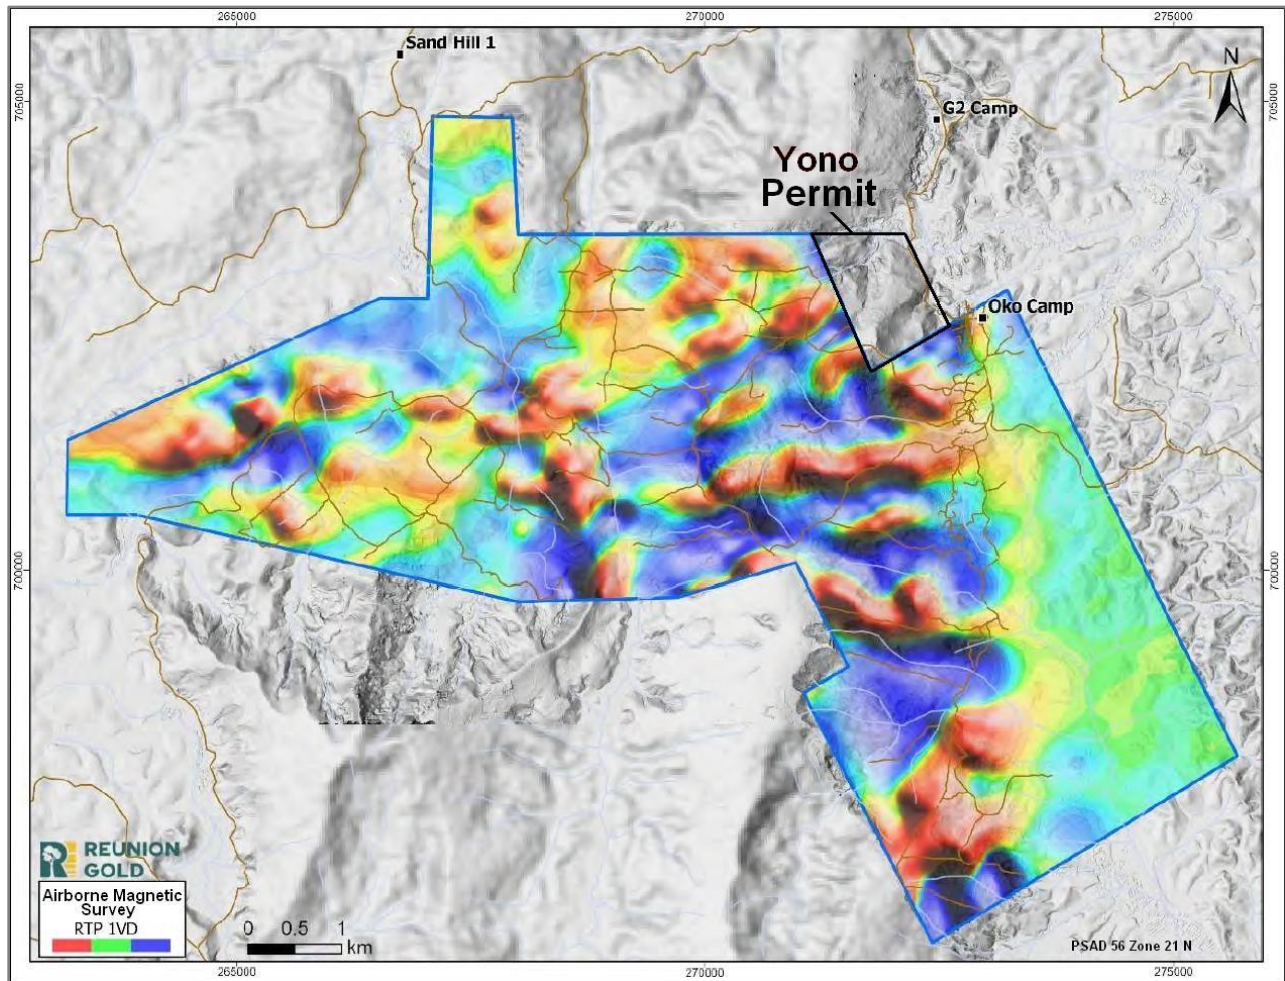 265000
270000
275000
Sand Hill 1
N
705000
705000
G2 Camp
Yono
Permit
Oko Camp
700000
700000
REUNION
GOLD
Airborne Magnetic
Survey
RTP 1VD
0 0.5 1
km
PSAD 56 Zone 21 N
265000
270000
275000